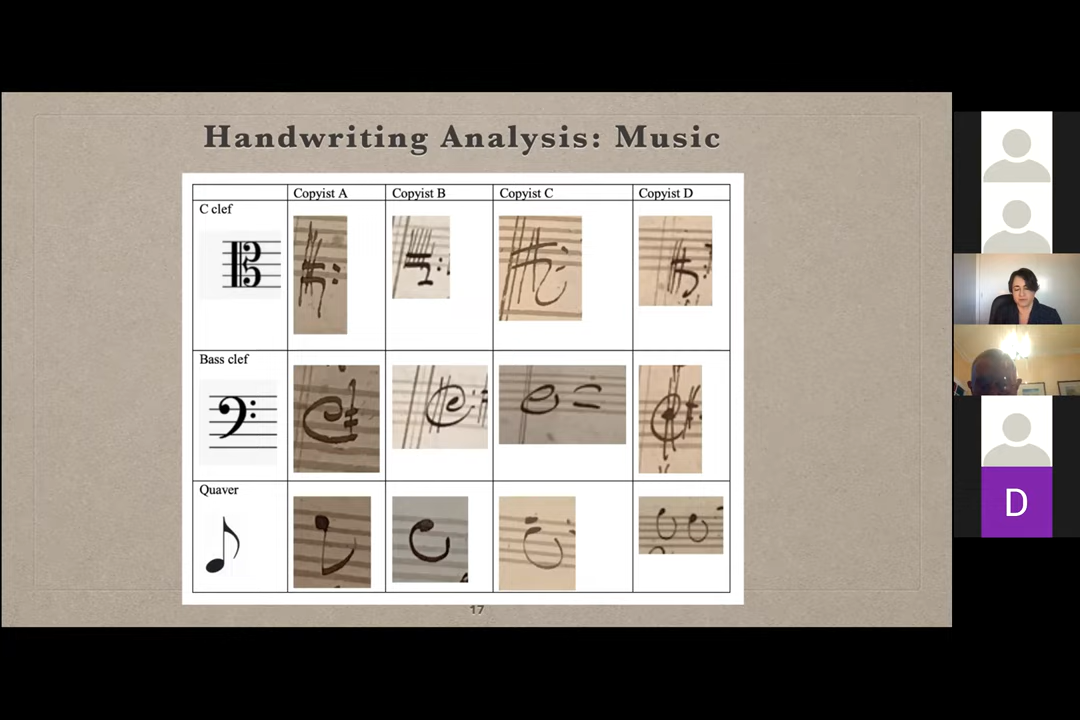 Handwriting Analysis: Music
Copyist A Copyist B Copyist C Copyist D
C clef
Bass clef
Quaver
17
D